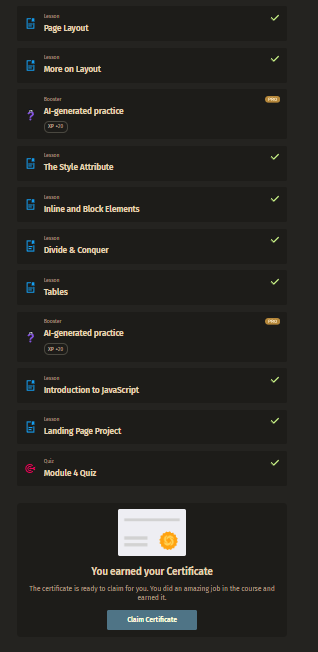 Lesson
Page Layout
Lesson
More on Layout
Booster
PRO
AI-generated practice
XP +20
Lesson
The Style Attribute
Lesson
Inline and Block Elements
Lesson
Divide & Conquer
Lesson
Tables
Booster
PRO
AI-generated practice
XP +20
Lesson
Introduction to JavaScript
Lesson
Landing Page Project
Quiz
Module 4 Quiz
You earned your Certificate
The certificate is ready to claim for you. You did an amazing job in the course and
earned it.
Claim Certificate